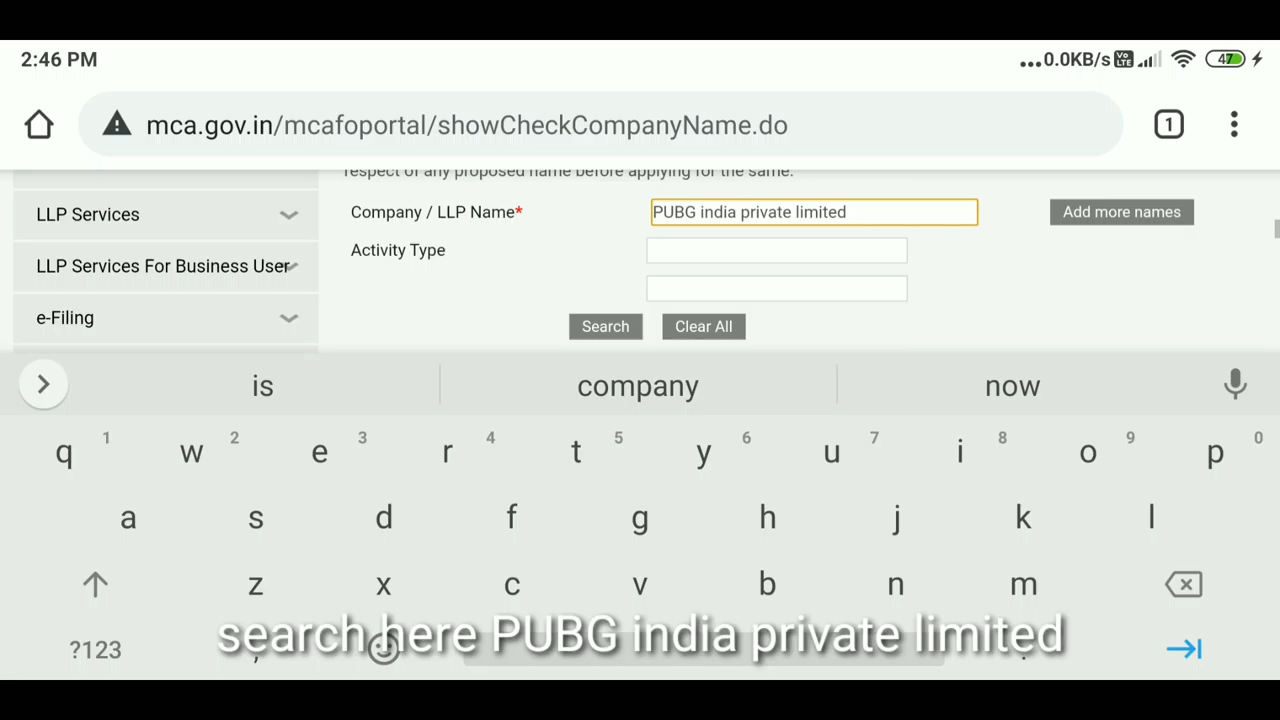 2:46 PM
...0.0KB/s Vo LTE 47
mca.gov.in/mcafoportal/showCheckCompanyName.do
1
respect of any proposed name before applying for the same.
LLP Services
Company / LLP Name*
PUBG india private limited
Add more names
Activity Type
LLP Services For Business User
e-Filing
Search
Clear All
is company now
q 1 w 2 e 3 r 4 t 5 y 6 u 7 i 8 o 9 p 0
a s d f g h j k l
z x c v b n m
search here PUBG india private limited
?123 , .